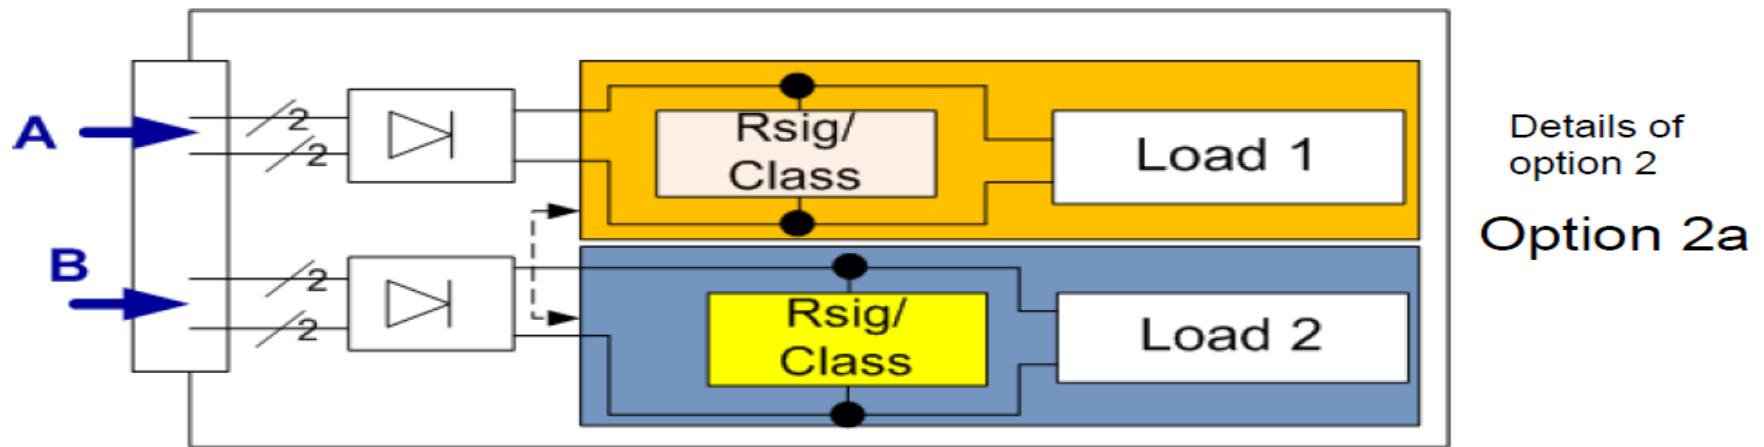 A
2
2
Rsig/
Class
Load 1
B
2
2
Rsig/
Class
Load 2
Details of
option 2
Option 2a